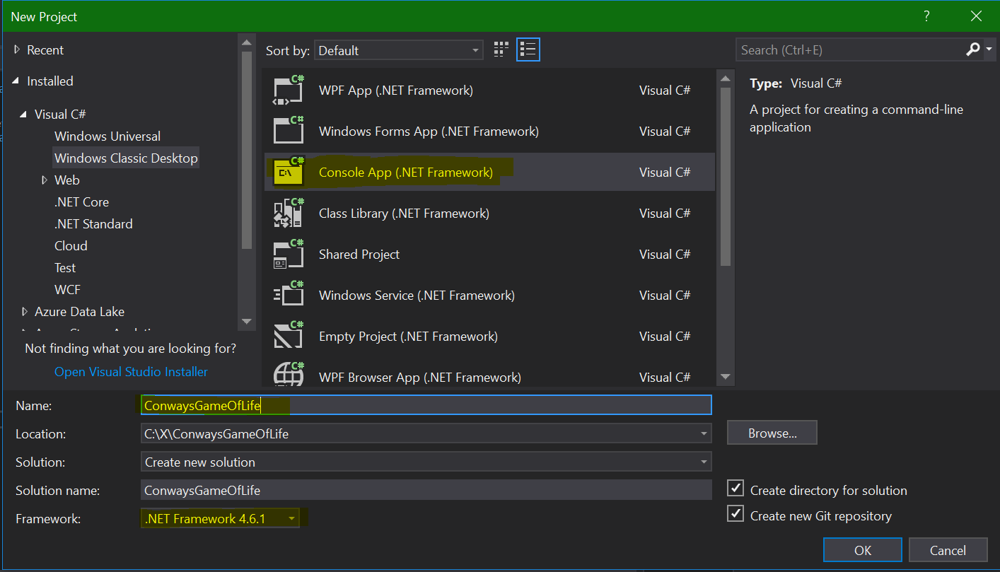 New Project
?
Recent
Installed
Visual C#
Windows Universal
Windows Classic Desktop
Web
.NET Core
.NET Standard
Cloud
Test
WCF
Azure Data Lake
Not finding what you are looking for?
Open Visual Studio Installer
Sort by: Default
C# WPF App (.NET Framework) Visual C#
C# Windows Forms App (.NET Framework) Visual C#
C# C:\ Console App (.NET Framework) Visual C#
C# Class Library (.NET Framework) Visual C#
C# Shared Project Visual C#
C# Windows Service (.NET Framework) Visual C#
C# Empty Project (.NET Framework) Visual C#
C# WPF Browser App (.NET Framework) Visual C#
Search (Ctrl+E)
Type: Visual C#
A project for creating a command-line
application
Name: ConwaysGameOfLife
Location: C:\X\ConwaysGameOfLife
Browse...
Solution: Create new solution
Solution name: ConwaysGameOfLife
Create directory for solution
Framework: .NET Framework 4.6.1
Create new Git repository
OK Cancel